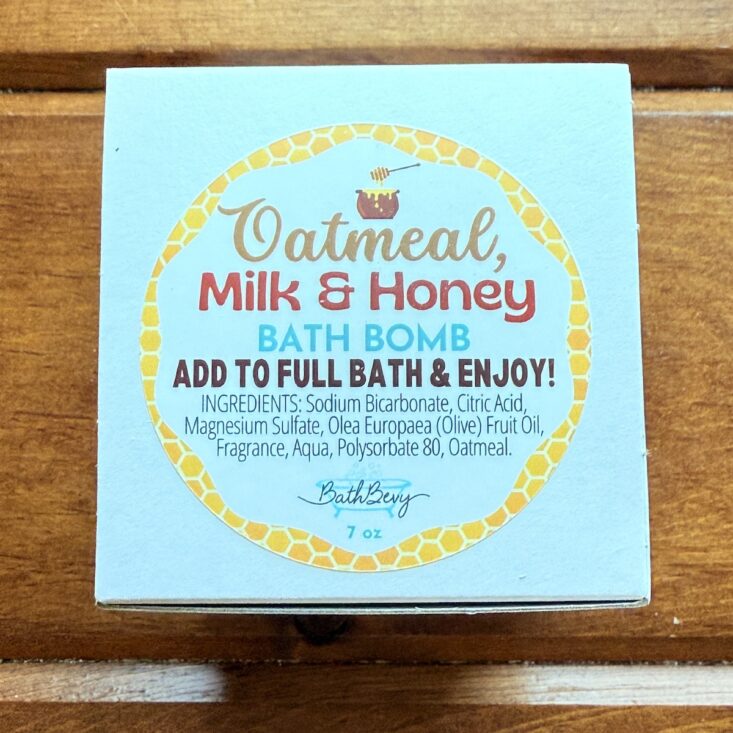 Oatmeal,
Milk & Honey
BATH BOMB
ADD TO FULL BATH & ENJOY!
INGREDIENTS: Sodium Bicarbonate, Citric Acid,
Magnesium Sulfate, Olea Europaea (Olive) Fruit Oil,
Fragrance, Aqua, Polysorbate 80, Oatmeal.
BathBevy
7 oz